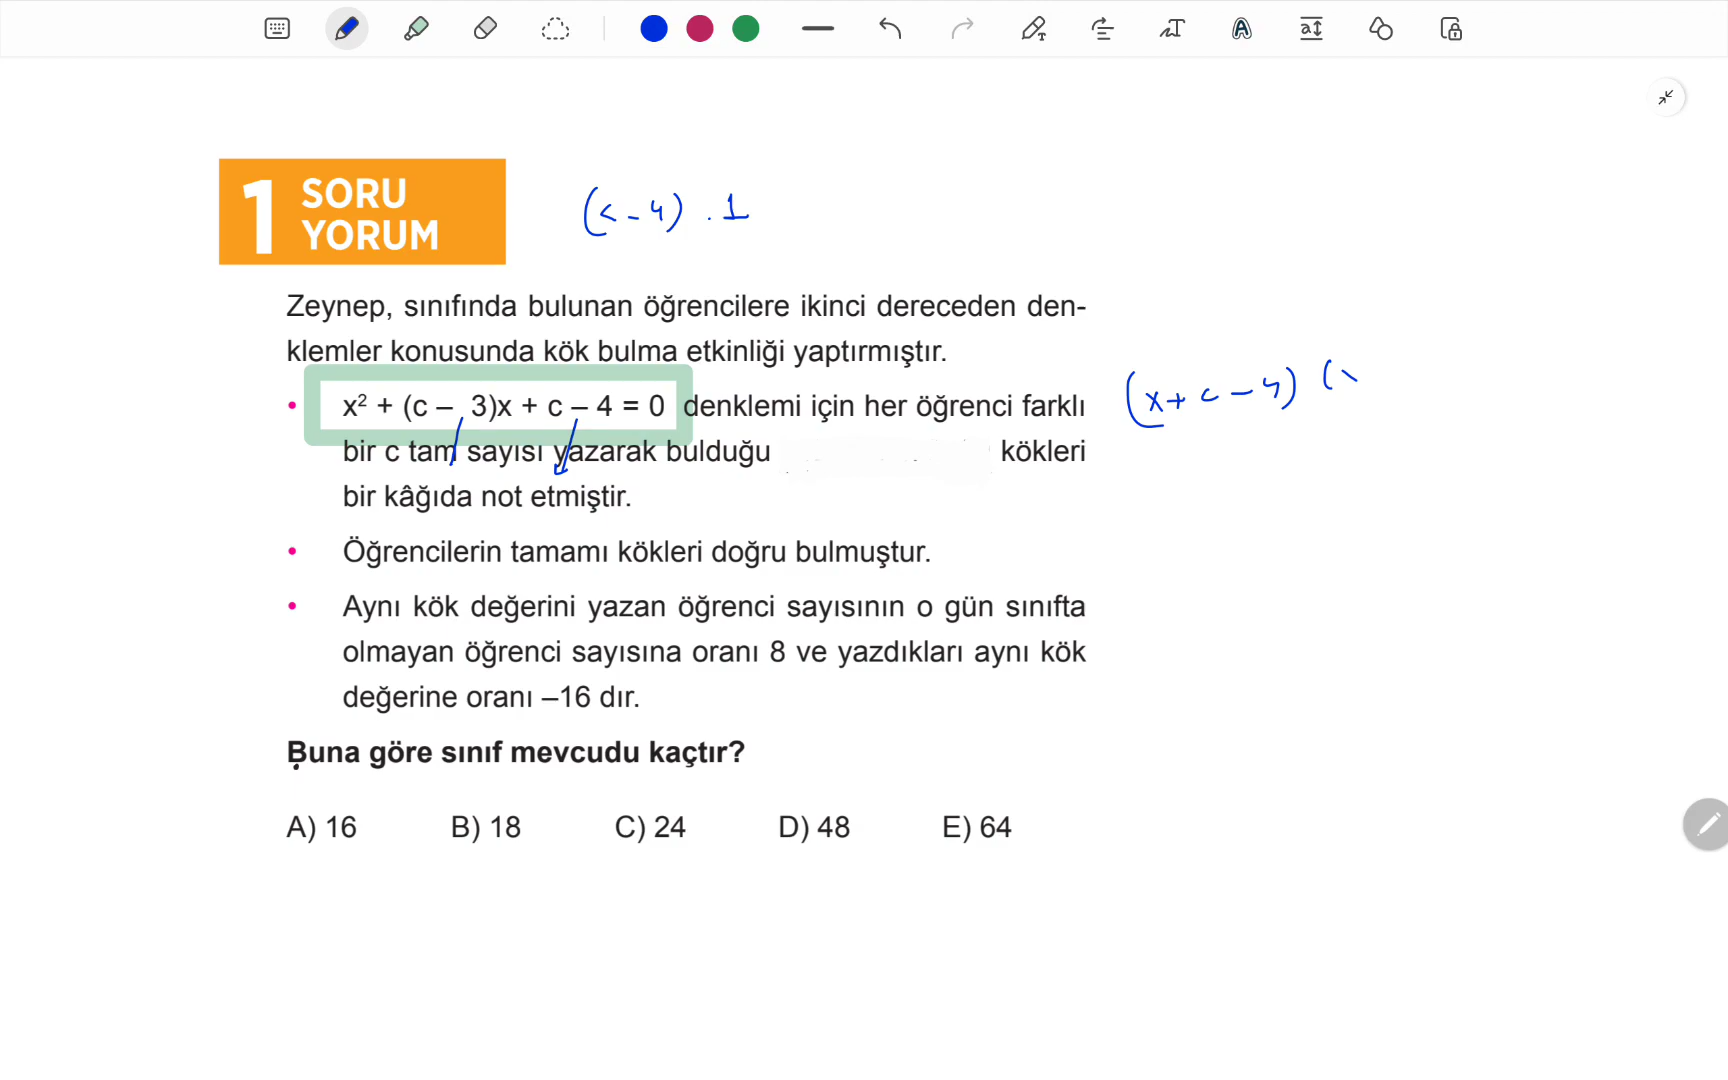 1 SORU
YORUM
(c-4) . 1
Zeynep, sınıfında bulunan öğrencilere ikinci dereceden den-
klemler konusunda kök bulma etkinliği yaptırmıştır.
• x² + (c – 3)x + c – 4 = 0 denklemi için her öğrenci farklı
(x+c-4) (
bir c tam sayısı yazarak bulduğu kökleri
bir kâğıda not etmiştir.
• Öğrencilerin tamamı kökleri doğru bulmuştur.
• Aynı kök değerini yazan öğrenci sayısının o gün sınıfta
olmayan öğrenci sayısına oranı 8 ve yazdıkları aynı kök
değerine oranı –16 dır.
Buna göre sınıf mevcudu kaçtır?
A) 16 B) 18 C) 24 D) 48 E) 64